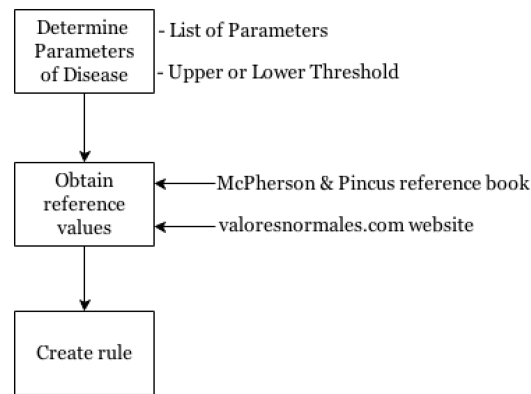 Determine
Parameters
of Disease
- List of Parameters
- Upper or Lower Threshold
Obtain
reference
values
McPherson & Pincus reference book
valoresnormales.com website
Create rule